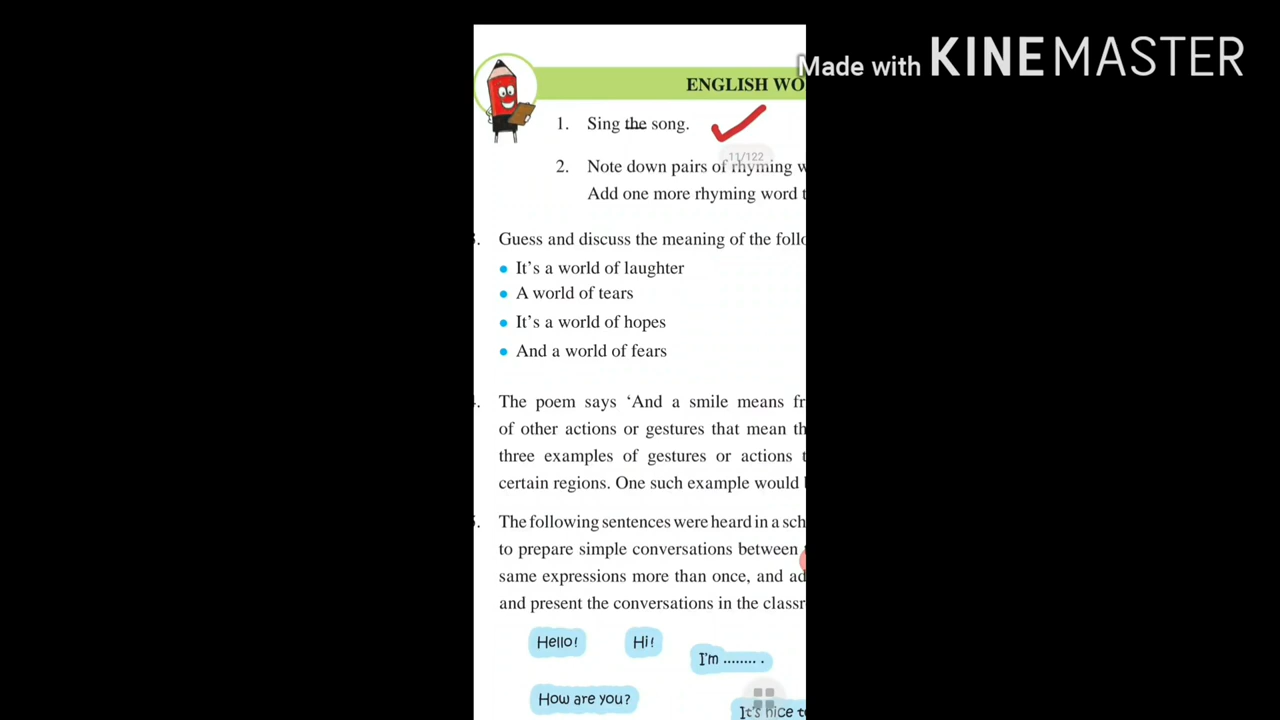 Made with KINEMASTER
ENGLISH WO
1. Sing the song.
11/122
2. Note down pairs of rhyming w
Add one more rhyming word t
. Guess and discuss the meaning of the follo
• It's a world of laughter
• A world of tears
• It's a world of hopes
• And a world of fears
. The poem says ‘And a smile means fr
of other actions or gestures that mean th
three examples of gestures or actions t
certain regions. One such example would
. The following sentences were heard in a sch
to prepare simple conversations between
same expressions more than once, and ad
and present the conversations in the classr
Hello!
Hi!
I'm ........ .
How are you?
It's nice t